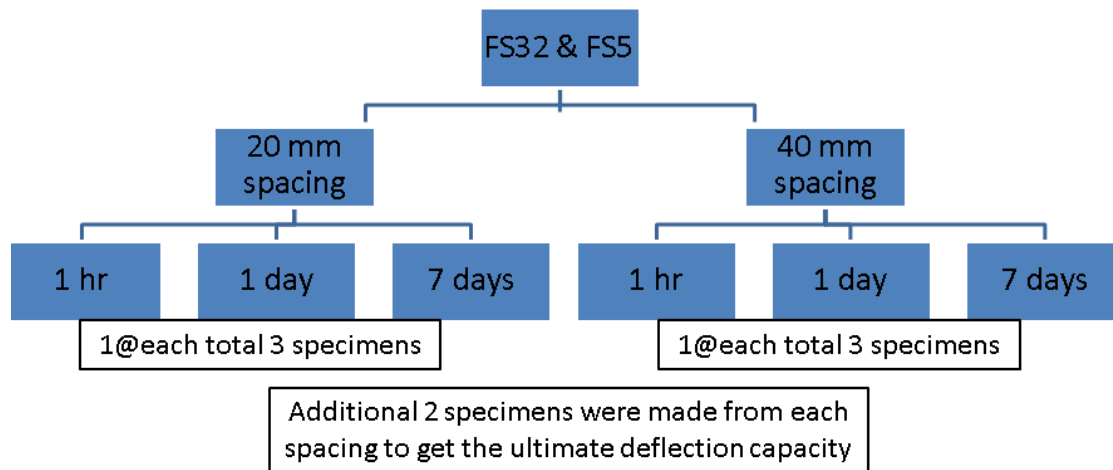 FS32 & FS5
20 mm
spacing
40 mm
spacing
1 hr
1 day
7 days
1 hr
1 day
7 days
1@each total 3 specimens
1@each total 3 specimens
Additional 2 specimens were made from each
spacing to get the ultimate deflection capacity